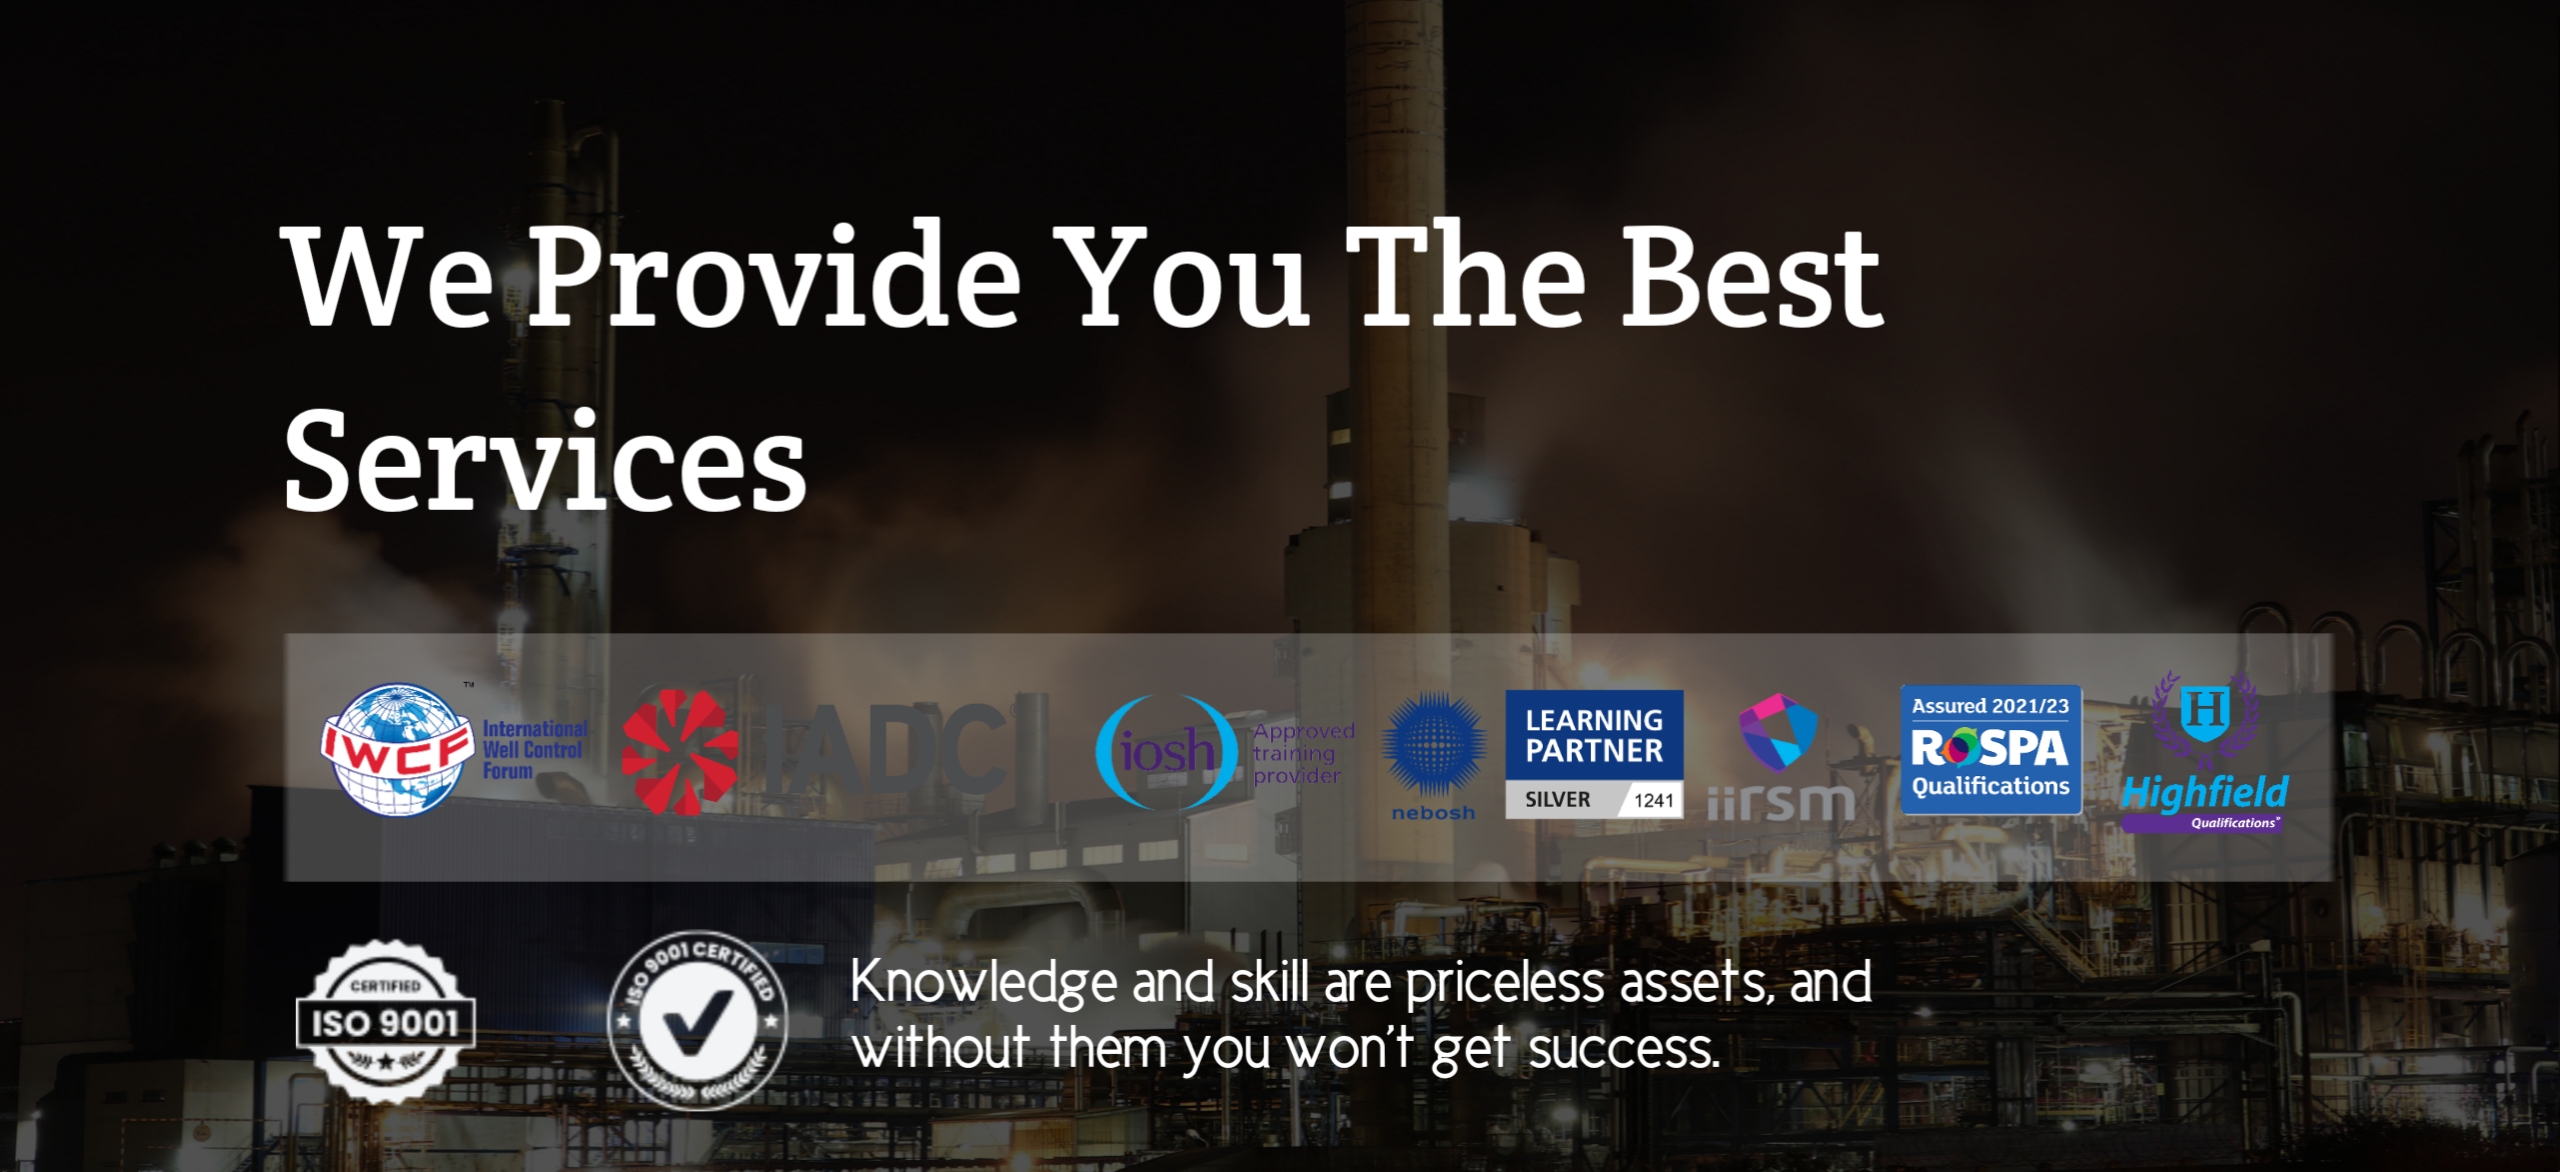 We Provide You The Best
Services
IWCF
TM
International
Well Control
Forum
IADC
iosh
Approved
training
provider
nebosh
LEARNING
PARTNER
SILVER
1241
iirsm
Assured 2021/23
RoSPA
Qualifications
H
Highfield
Qualifications
CERTIFIED
ISO 9001
ISO 9001 CERTIFIED
Knowledge and skill are priceless assets, and
without them you won't get success.